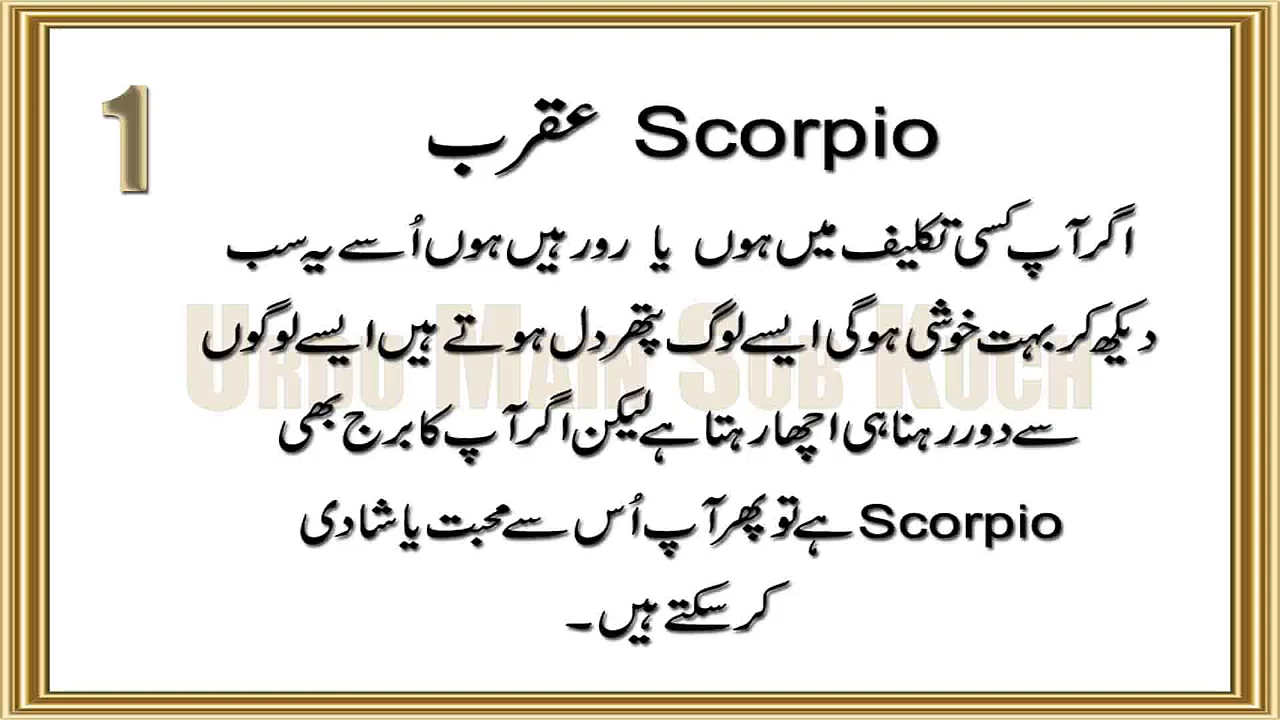 1
Scorpio عقرب
اگر آپ کسی تکلیف میں ہوں یا رو رہیں ہوں اُسے یہ سب
دیکھ کر بہت خوشی ہوگی ایسے لوگ پتھر دل ہوتے ہیں ایسے لوگوں
سے دور رہنا ہی اچھا رہتا ہے لیکن اگر آپ کا برج بھی
Scorpio ہے تو پھر آپ اُس سے محبت یا شادی
کر سکتے ہیں۔
URDU MAIN SUB KUCH